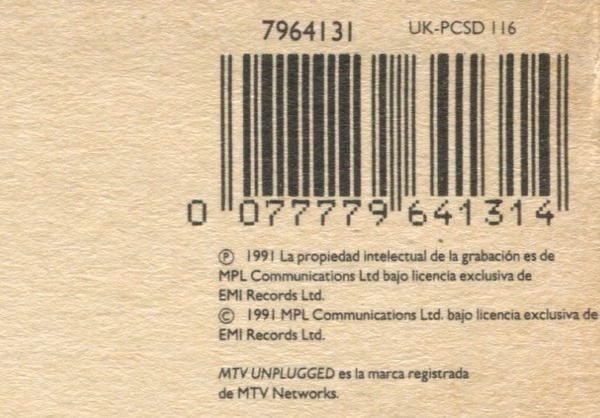 7964131 UK-PCSD 116
0 077779 641314
℗ 1991 La propiedad intelectual de la grabación es de
MPL Communications Ltd bajo licencia exclusiva de
EMI Records Ltd.
© 1991 MPL Communications Ltd. bajo licencia exclusiva de
EMI Records Ltd.
MTV UNPLUGGED es la marca registrada
de MTV Networks.